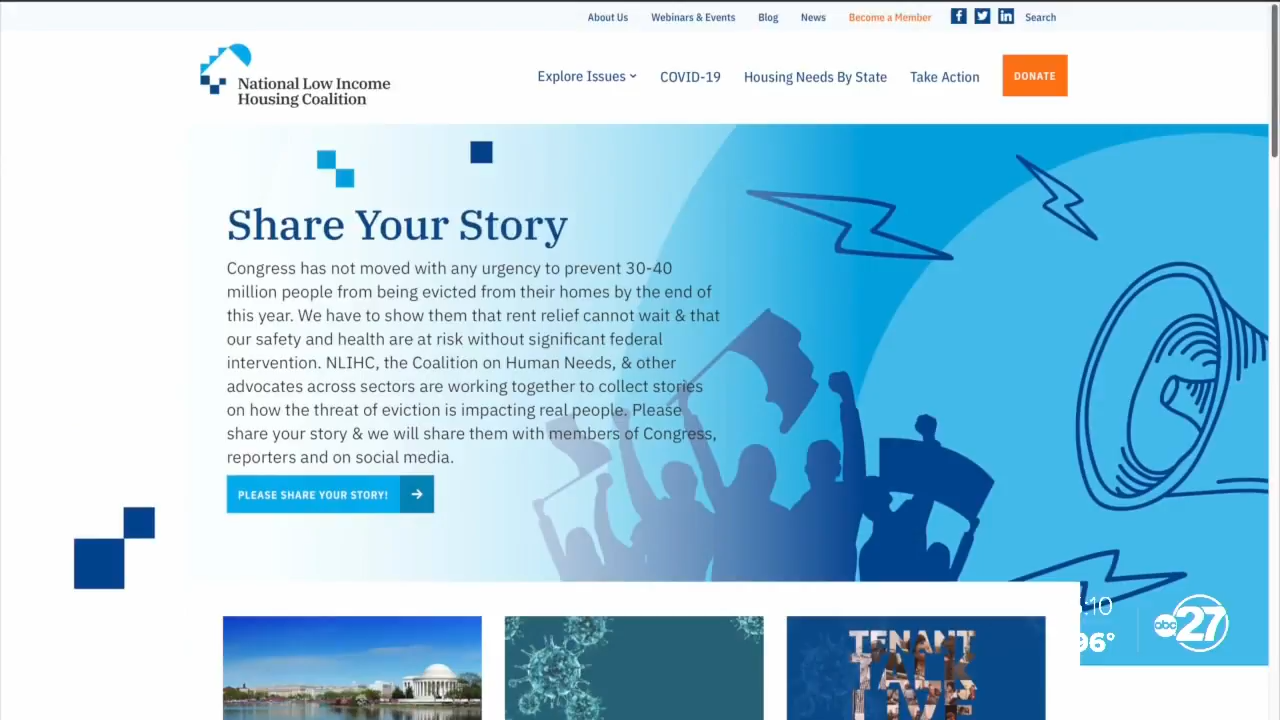 About Us Webinars & Events Blog News Become a Member f in Search
National Low Income
Housing Coalition
Explore Issues COVID-19 Housing Needs By State Take Action DONATE
Share Your Story
Congress has not moved with any urgency to prevent 30-40
million people from being evicted from their homes by the end of
this year. We have to show them that rent relief cannot wait & that
our safety and health are at risk without significant federal
intervention. NLIHC, the Coalition on Human Needs, & other
advocates across sectors are working together to collect stories
on how the threat of eviction is impacting real people. Please
share your story & we will share them with members of Congress,
reporters and on social media.
PLEASE SHARE YOUR STORY!
:10
96°
abc 27
TENANT
TALK
LIVE